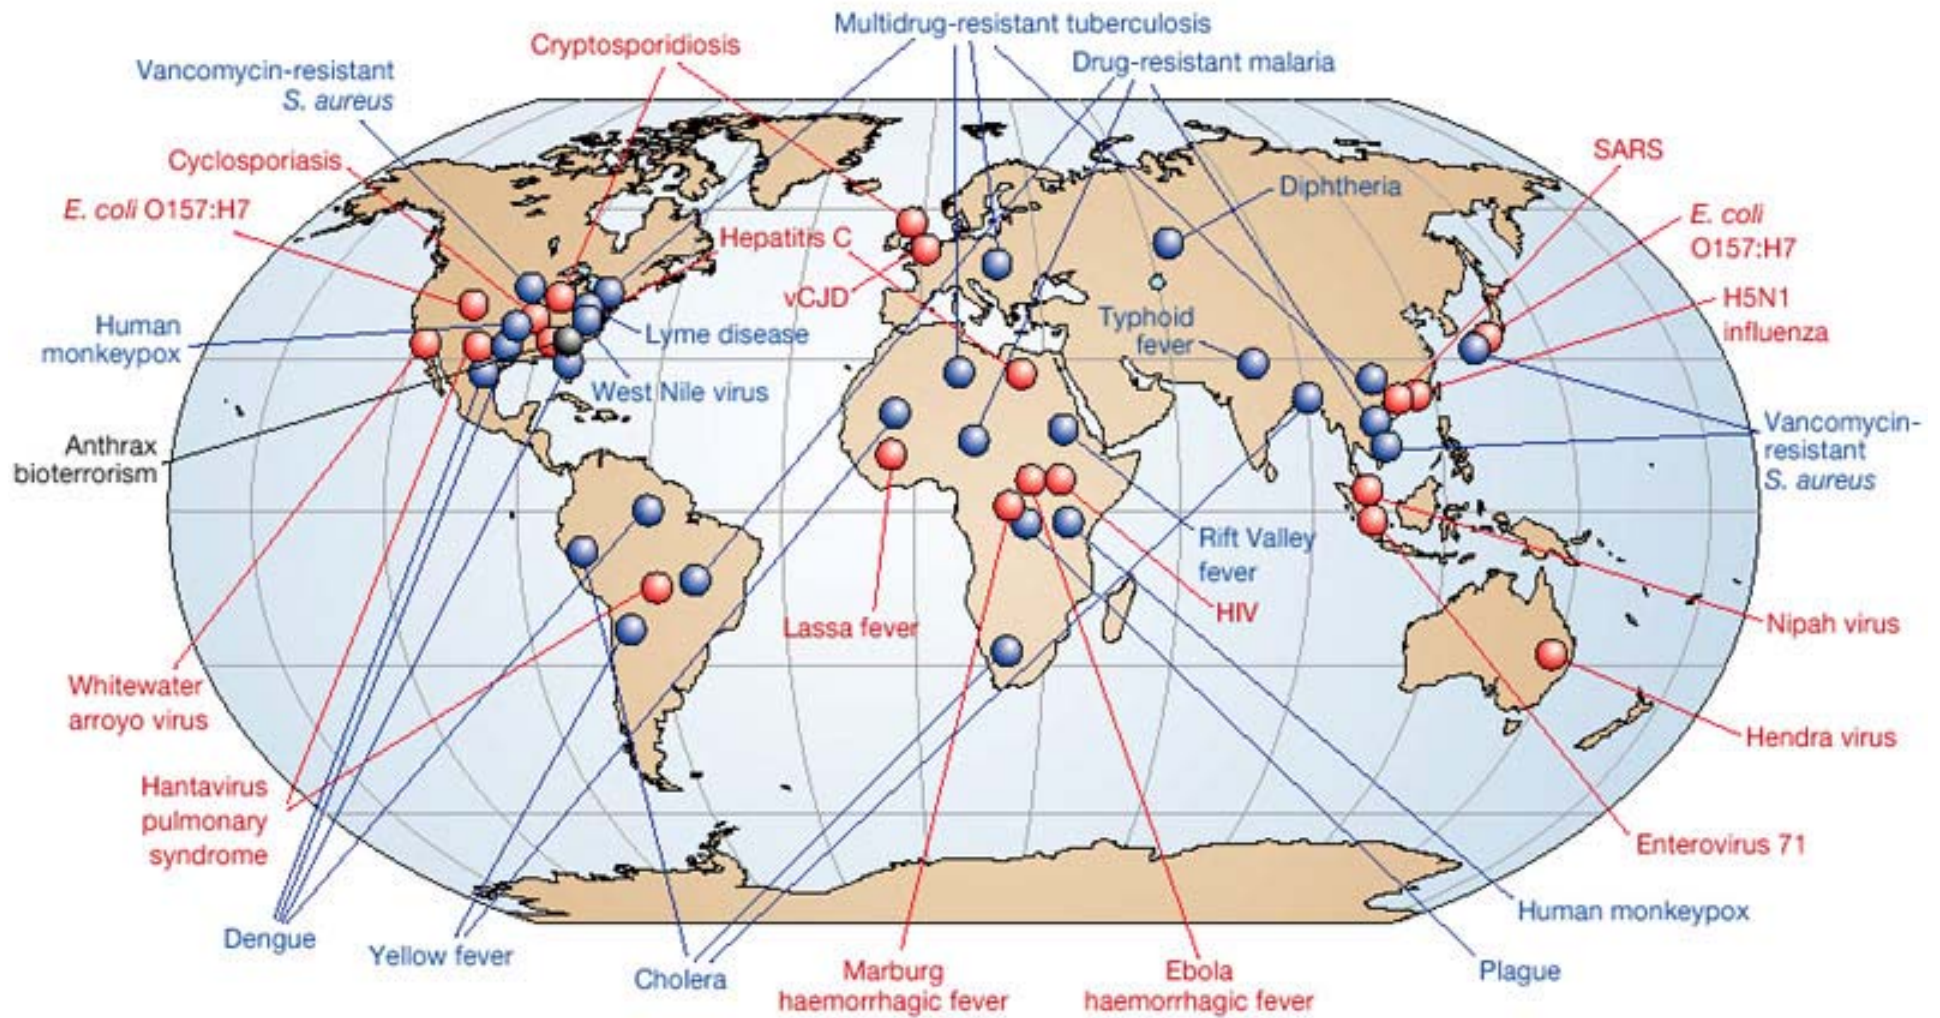 Multidrug-resistant tuberculosis
Cryptosporidiosis
Drug-resistant malaria
Vancomycin-resistant
S. aureus
Cyclosporiasis
SARS
Diphtheria
E. coli O157:H7
E. coli
O157:H7
Hepatitis C
vCJD
H5N1
influenza
Human
monkeypox
Lyme disease
Typhoid
fever
West Nile virus
Anthrax
bioterrorism
Vancomycin-
resistant
S. aureus
Rift Valley
fever
HIV
Lassa fever
Nipah virus
Whitewater
arroyo virus
Hendra virus
Hantavirus
pulmonary
syndrome
Enterovirus 71
Human monkeypox
Dengue
Yellow fever
Cholera
Marburg
haemorrhagic fever
Ebola
haemorrhagic fever
Plague